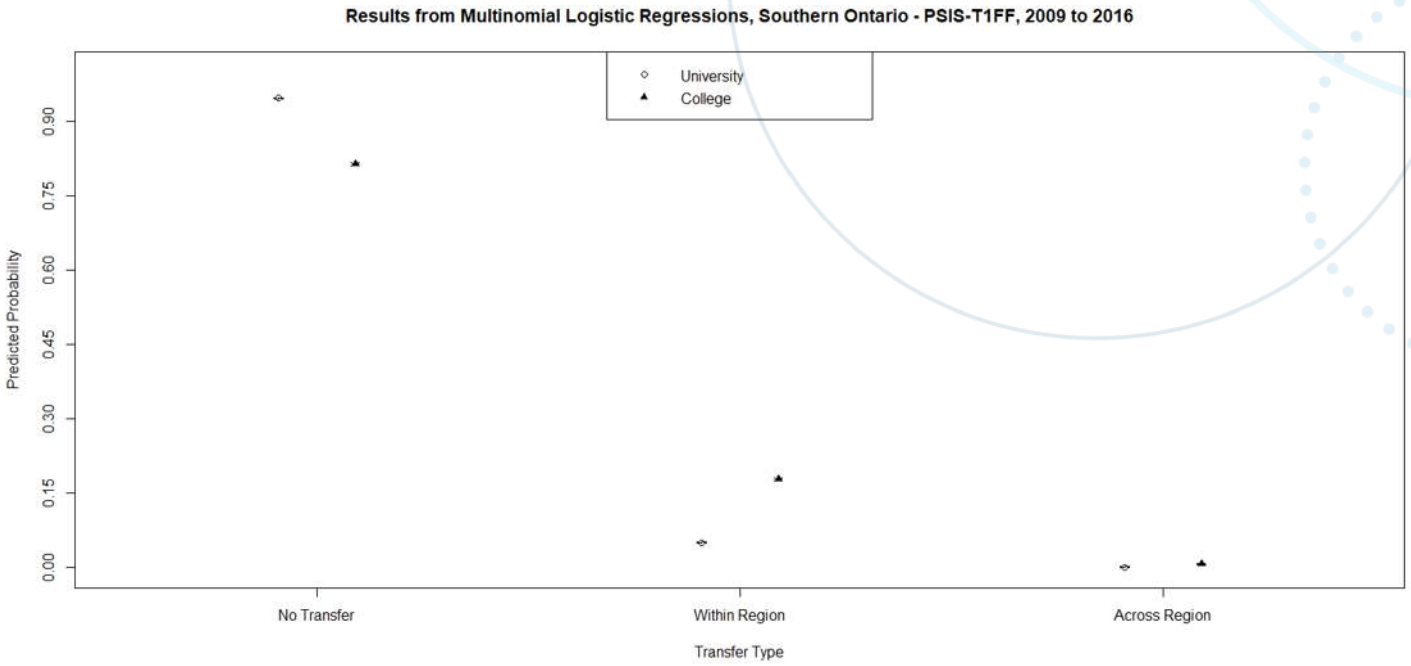 Results from Multinomial Logistic Regressions, Southern Ontario - PSIS-T1FF, 2009 to 2016
University
College
Predicted Probability
0.90
0.75
0.60
0.45
0.30
0.15
0.00
No Transfer Within Region Across Region
Transfer Type